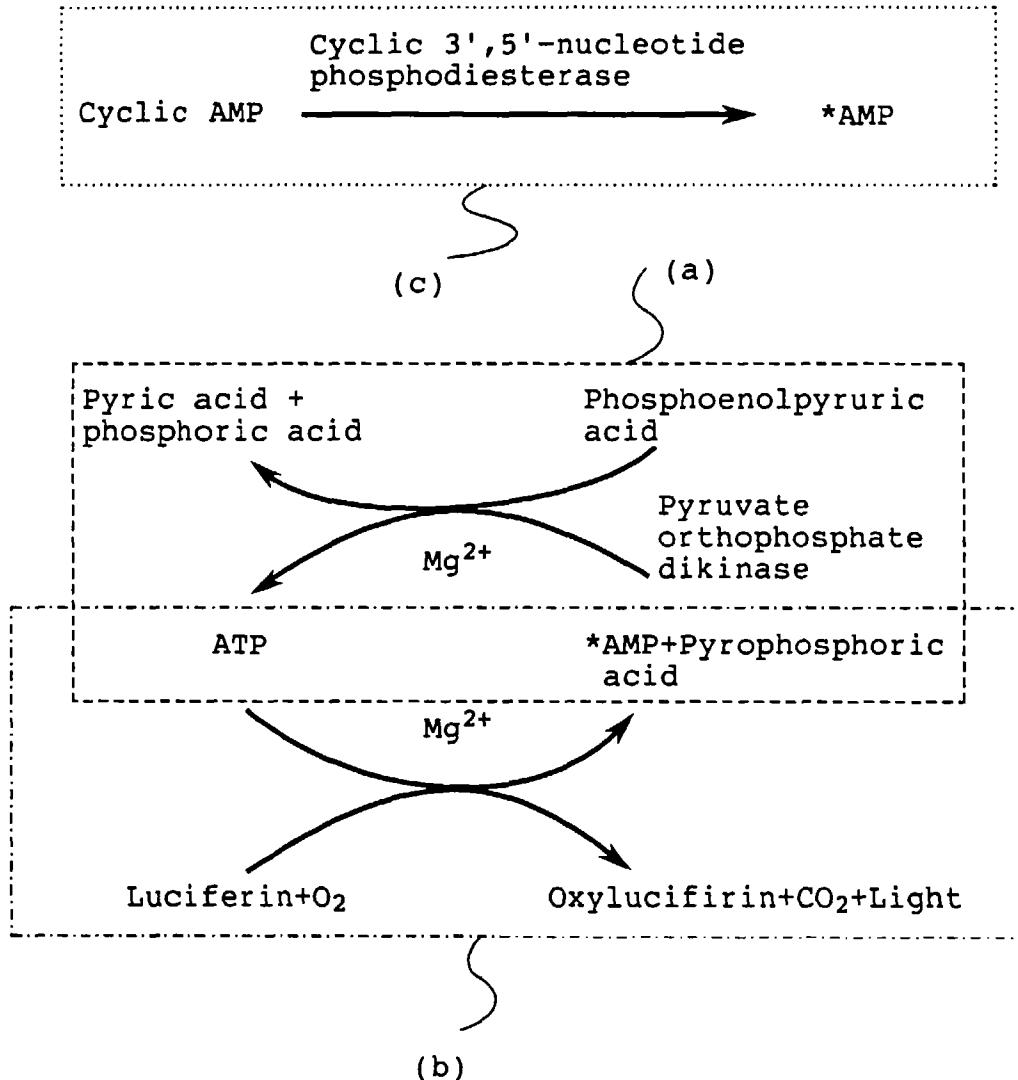 Cyclic 3',5'-nucleotide
phosphodiesterase
Cyclic AMP
*AMP
(c)
(a)
Pyric acid +
phosphoric acid
Phosphoenolpyruric
acid
Pyruvate
orthophosphate
dikinase
Mg²⁺
ATP
*AMP+Pyrophosphoric
acid
Mg²⁺
Luciferin+O₂
Oxylucifirin+CO₂+Light
(b)